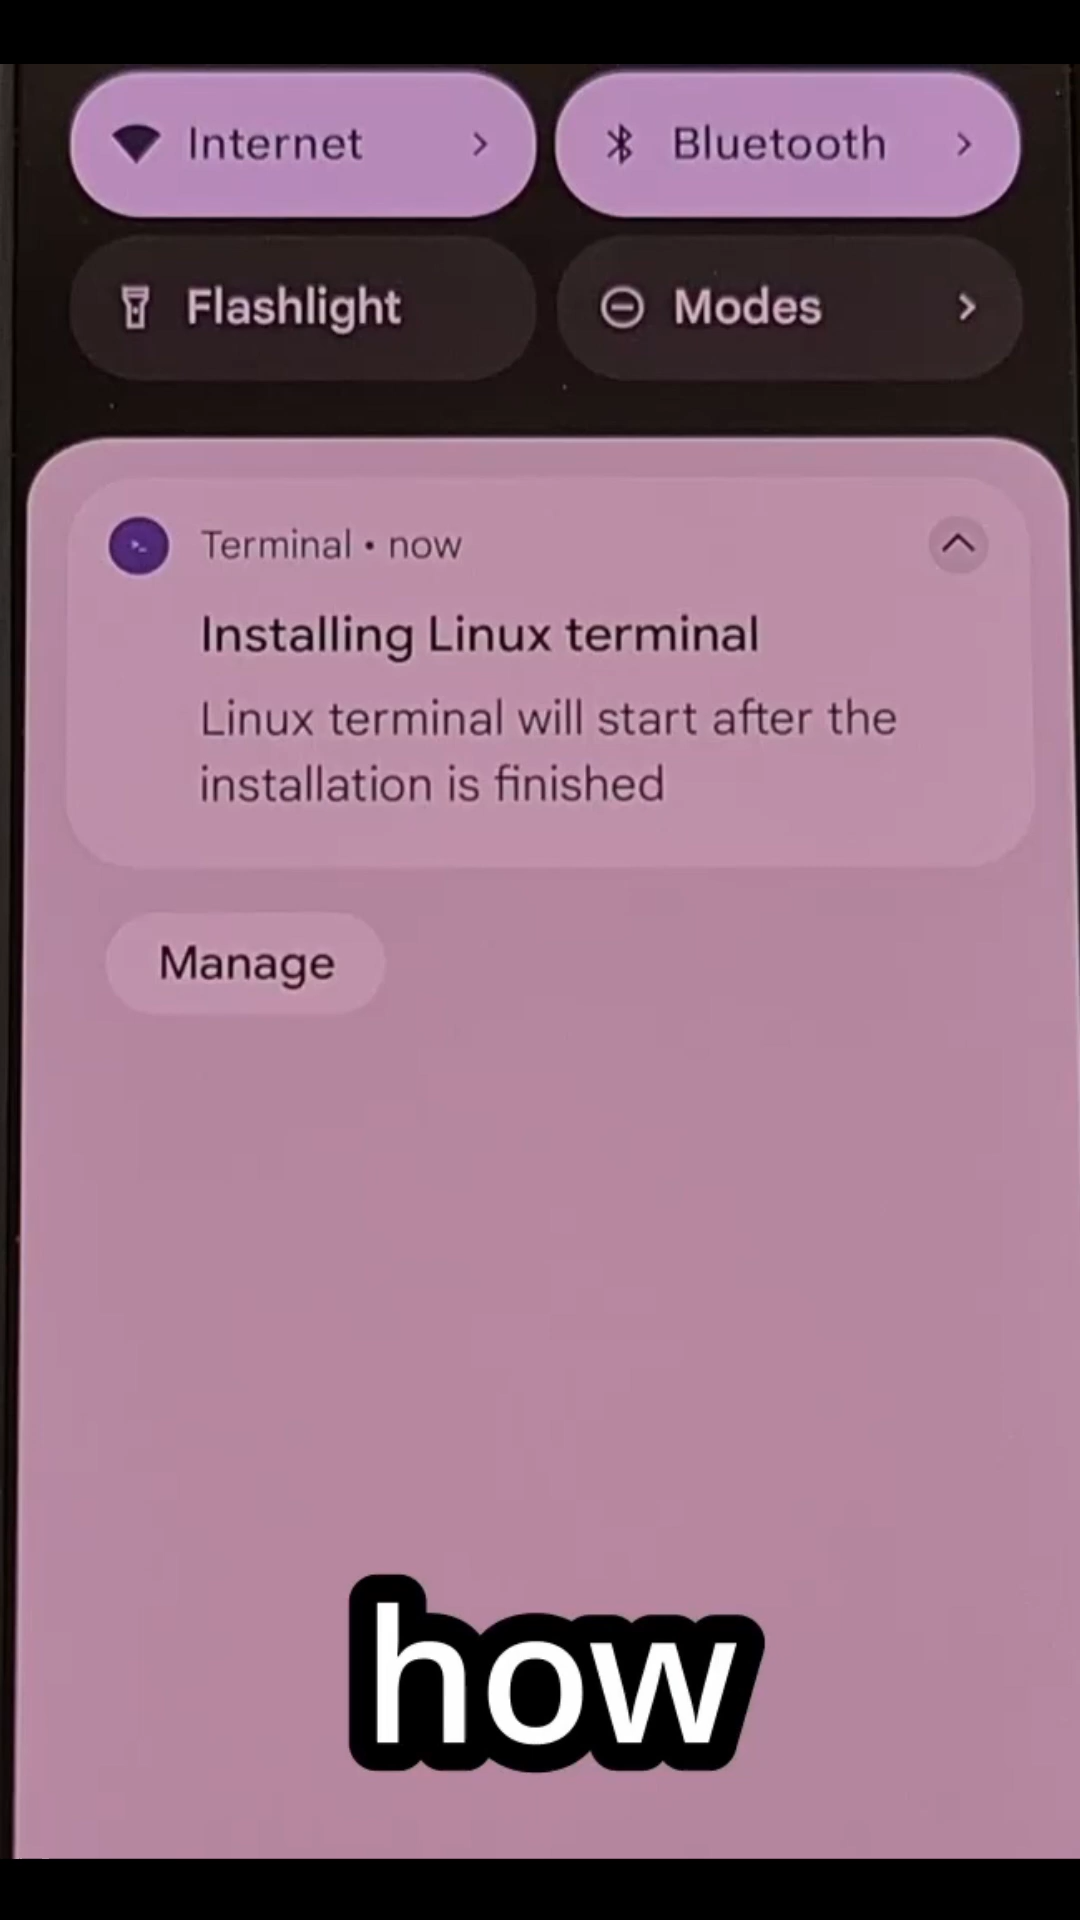 Internet
Bluetooth
Flashlight
Modes
Terminal • now
Installing Linux terminal
Linux terminal will start after the
installation is finished
Manage
how